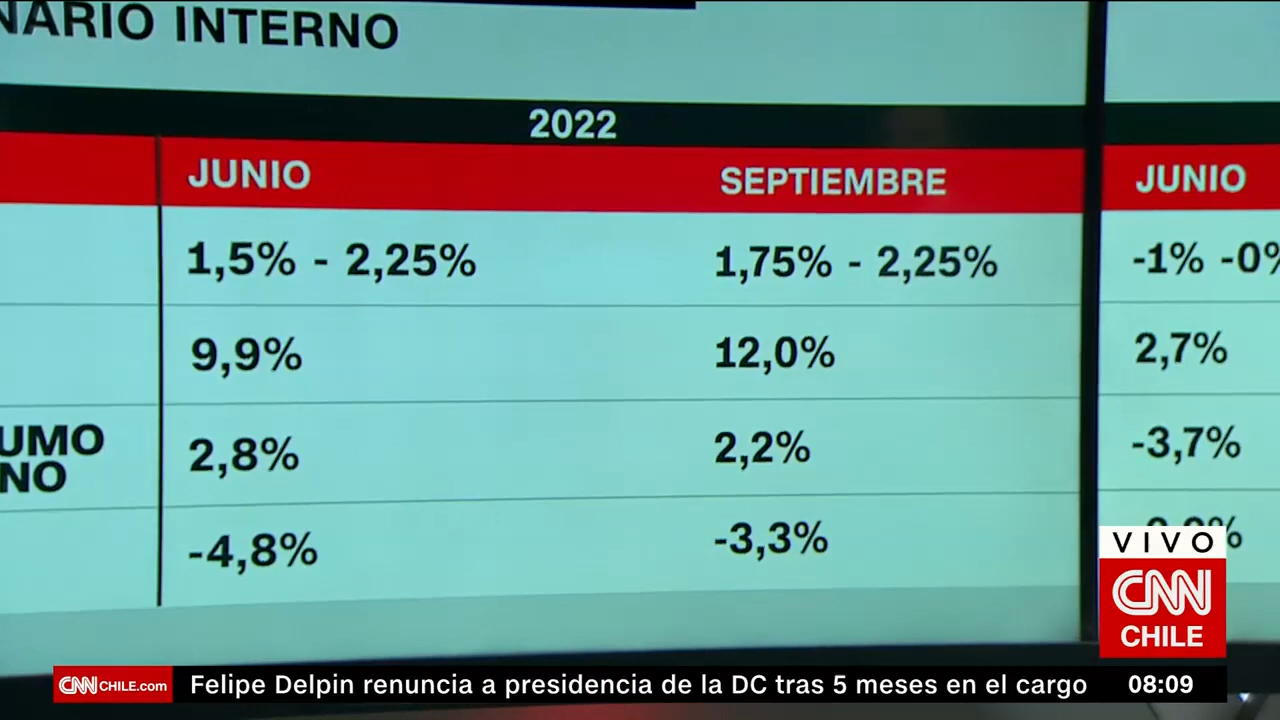 NARIO INTERNO
2022
JUNIO SEPTIEMBRE JUNIO
1,5% - 2,25% 1,75% - 2,25% -1% -0%
9,9% 12,0% 2,7%
UMO
NO
2,8% 2,2% -3,7%
-4,8% -3,3%
VIVO
CNN
CHILE
CNNCHILE.com Felipe Delpin renuncia a presidencia de la DC tras 5 meses en el cargo 08:09